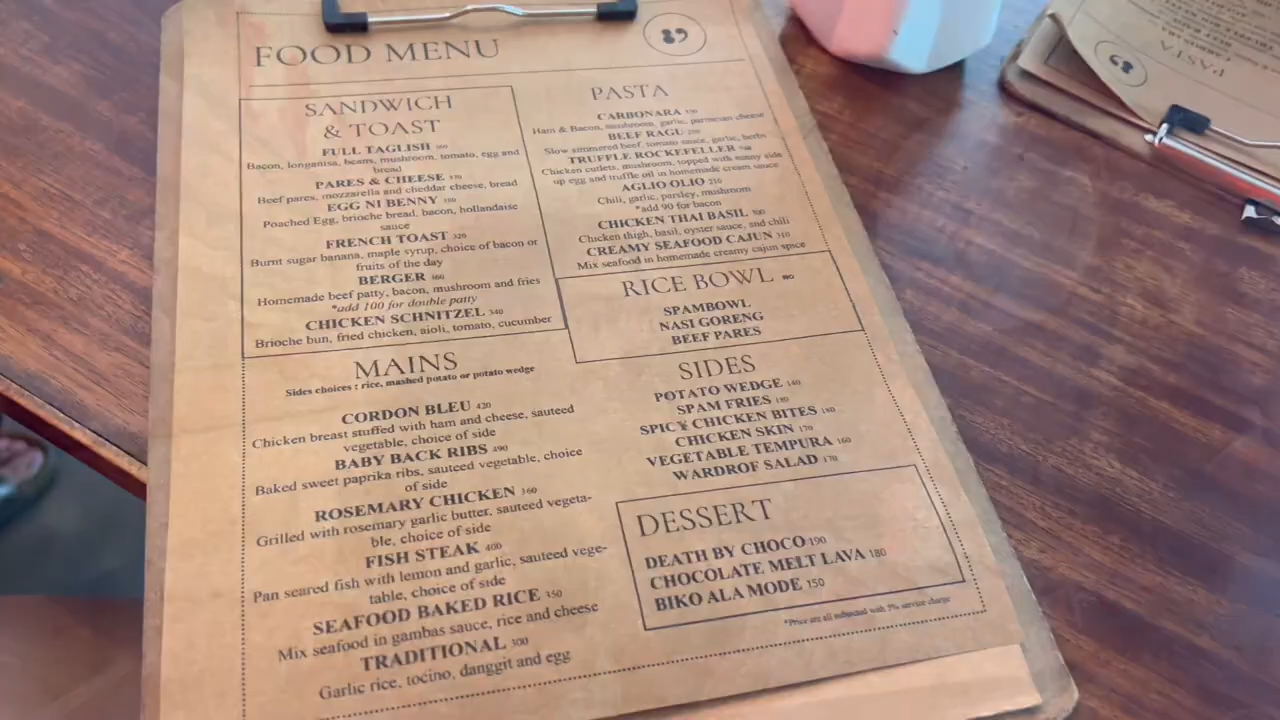 FOOD MENU
SANDWICH
& TOAST
FULL TAGLISH
Bacon, longanisa, beans, mushroom, tomato, egg and
bread
PARES & CHEESE
Beef pares, mozzarella and cheddar cheese, bread
EGG NI BENNY
Poached Egg, brioche bread, bacon, hollandaise
sauce
FRENCH TOAST 320
Burnt sugar banana, maple syrup, choice of bacon or
fruits of the day
BERGER
Homemade beef patty, bacon, mushroom and fries
*add 100 for double patty
CHICKEN SCHNITZEL 340
Brioche bun, fried chicken, aioli, tomato, cucumber
MAINS
Sides choices : rice, mashed potato or potato wedge
CORDON BLEU 420
Chicken breast stuffed with ham and cheese, sauteed
vegetable, choice of side
BABY BACK RIBS 490
Baked sweet paprika ribs, sauteed vegetable, choice
of side
ROSEMARY CHICKEN 360
Grilled with rosemary garlic butter, sauteed vegeta-
ble, choice of side
FISH STEAK 400
Pan seared fish with lemon and garlic, sauteed vege-
table, choice of side
SEAFOOD BAKED RICE 350
Mix seafood in gambas sauce, rice and cheese
TRADITIONAL 300
Garlic rice, tocino, danggit and egg
PASTA
CARBONARA
Ham & Bacon, mushroom, garlic, parmesan cheese
BEEF RAGU
Slow simmered beef, tomato sauce, garlic, herbs
TRUFFLE ROCKEFELLER
Chicken cutlets, mushroom, topped with sunny side
up egg and truffle oil in homemade cream sauce
AGLIO OLIO 210
Chili, garlic, parsley, mushroom
*add 90 for bacon
CHICKEN THAI BASIL
Chicken thigh, basil, oyster sauce, and chili
CREAMY SEAFOOD CAJUN 310
Mix seafood in homemade creamy cajun spice
RICE BOWL
SPAMBOWL
NASI GORENG
BEEF PARES
SIDES
POTATO WEDGE 140
SPAM FRIES 180
SPICY CHICKEN BITES 180
CHICKEN SKIN 170
VEGETABLE TEMPURA 160
WARDROF SALAD 170
DESSERT
DEATH BY CHOCO 190
CHOCOLATE MELT LAVA 180
BIKO ALA MODE 150
*Price are all subjected with 5% service charge
PASTA